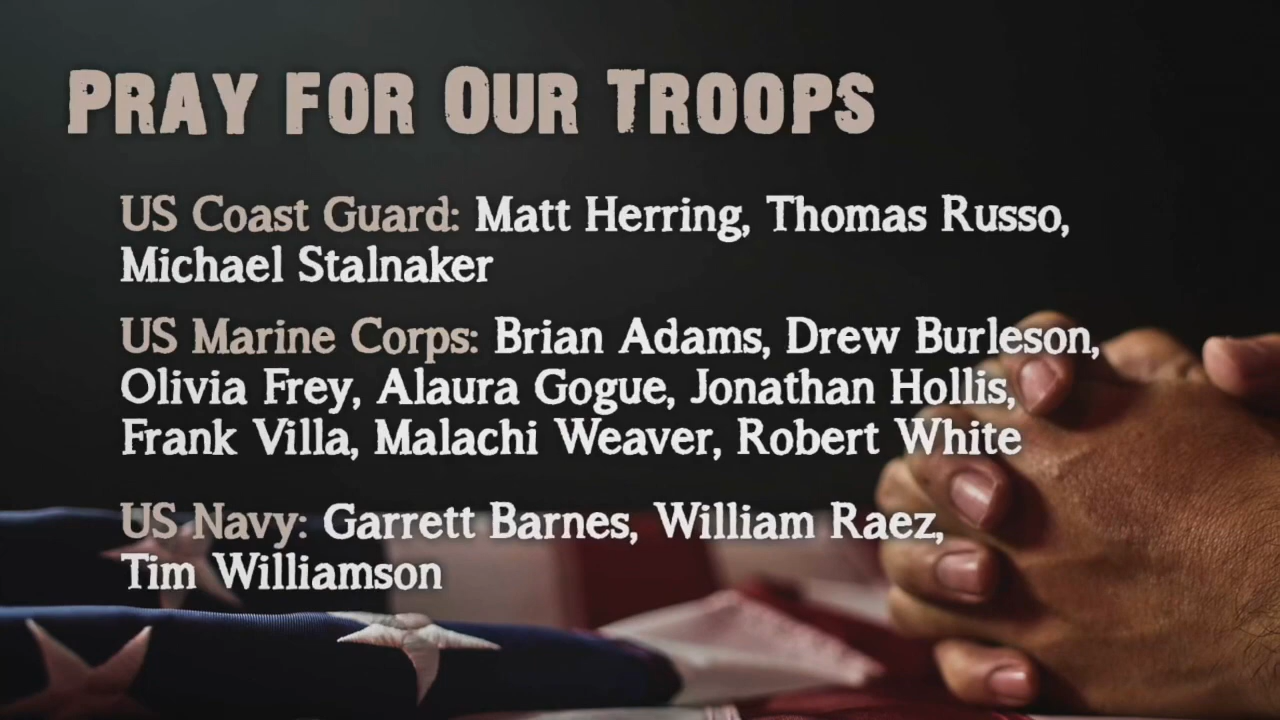 Pray for Our Troops
US Coast Guard: Matt Herring, Thomas Russo,
Michael Stalnaker
US Marine Corps: Brian Adams, Drew Burleson,
Olivia Frey, Alaura Gogue, Jonathan Hollis,
Frank Villa, Malachi Weaver, Robert White
US Navy: Garrett Barnes, William Raez,
Tim Williamson